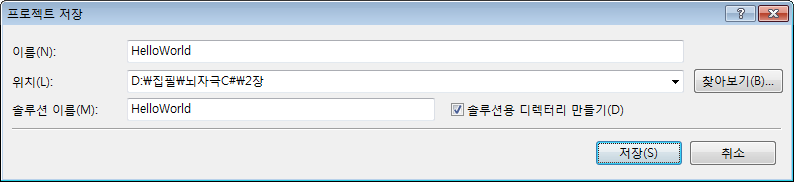 프로젝트 저장
이름(N): HelloWorld
위치(L): D:₩집필₩뇌자극C#₩2장 찾아보기(B)...
솔루션 이름(M): HelloWorld 솔루션용 디렉터리 만들기(D)
저장(S) 취소